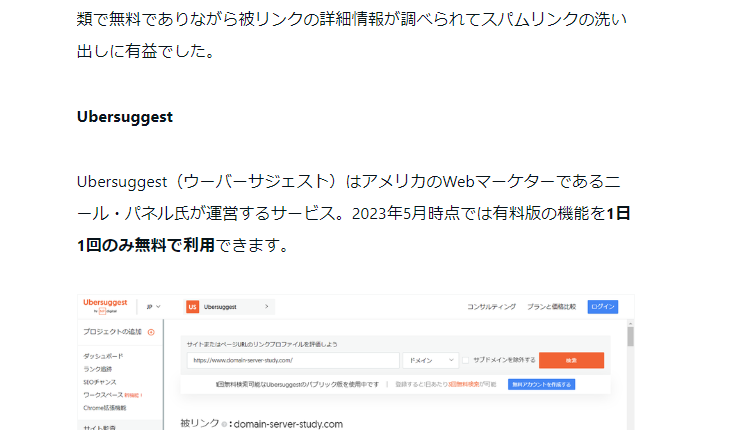 類で無料でありながら被リンクの詳細情報が調べられてスパムリンクの洗い
出しに有益でした。
Ubersuggest
Ubersuggest（ウーバーサジェスト）はアメリカのWebマーケターであるニ
ール・パネル氏が運営するサービス。2023年5月時点では有料版の機能を1日
1回のみ無料で利用できます。
Ubersuggest
JP
US Ubersuggest
コンサルティング プランと価格比較 ログイン
プロジェクトの追加
サイトまたはページURLのリンクプロファイルを評価しよう
ダッシュボード
https://www.domain-server-study.com/ ドメイン サブドメインを除外する 検索
ランク追跡
SEOチャンス
1回無料検索可能なUbersuggestのパブリック版を使用中です | 登録すると1日あたり3回無料検索が可能 無料アカウントを作成する
ワークスペース
Chrome拡張機能
被リンク : domain-server-study.com
サイト監査